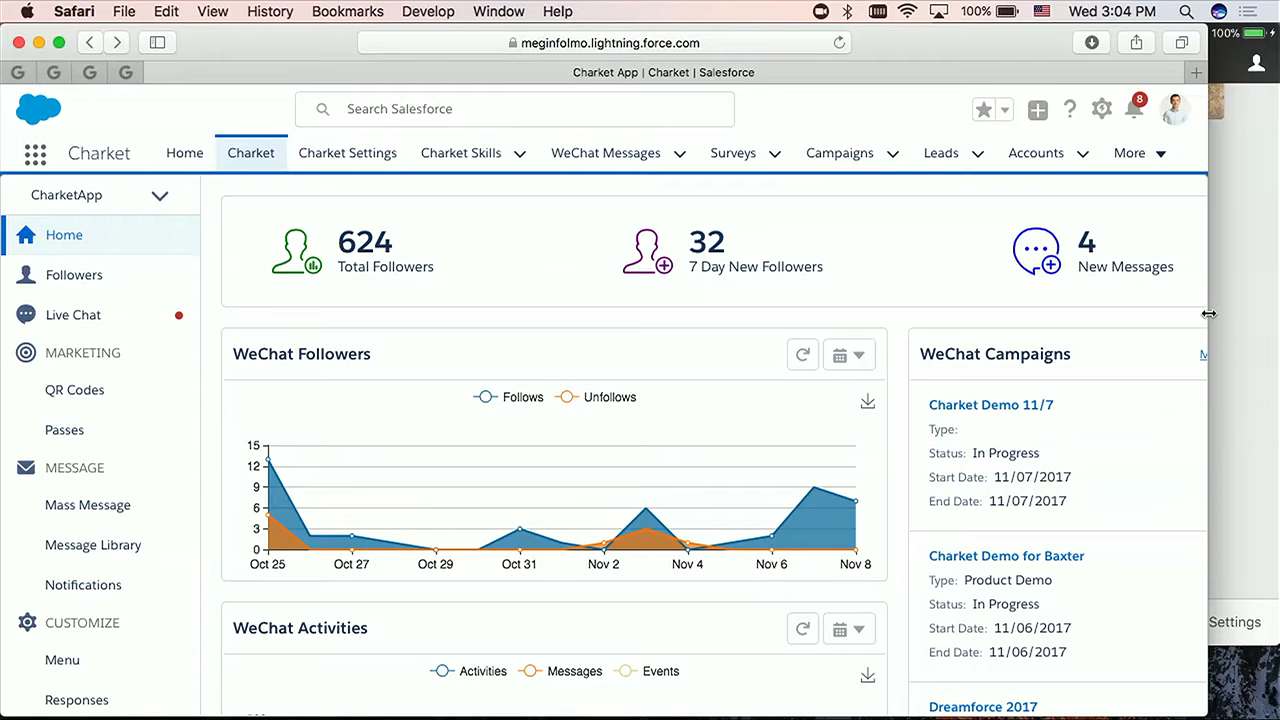 Safari File Edit View History Bookmarks Develop Window Help 100% Wed 3:04 PM
meginfolmo.lightning.force.com
100%
G G G G Charket App | Charket | Salesforce
Search Salesforce
8
Charket Home Charket Charket Settings Charket Skills WeChat Messages Surveys Campaigns Leads Accounts More
CharketApp
Home
Followers
Live Chat
MARKETING
QR Codes
Passes
MESSAGE
Mass Message
Message Library
Notifications
CUSTOMIZE
Menu
Responses
624
Total Followers
32
7 Day New Followers
4
New Messages
WeChat Followers
Follows Unfollows
15
12
9
6
3
0
Oct 25 Oct 27 Oct 29 Oct 31 Nov 2 Nov 4 Nov 6 Nov 8
WeChat Activities
Activities Messages Events
WeChat Campaigns
Charket Demo 11/7
Type:
Status: In Progress
Start Date: 11/07/2017
End Date: 11/07/2017
Charket Demo for Baxter
Type: Product Demo
Status: In Progress
Start Date: 11/06/2017
End Date: 11/06/2017
Dreamforce 2017
Settings